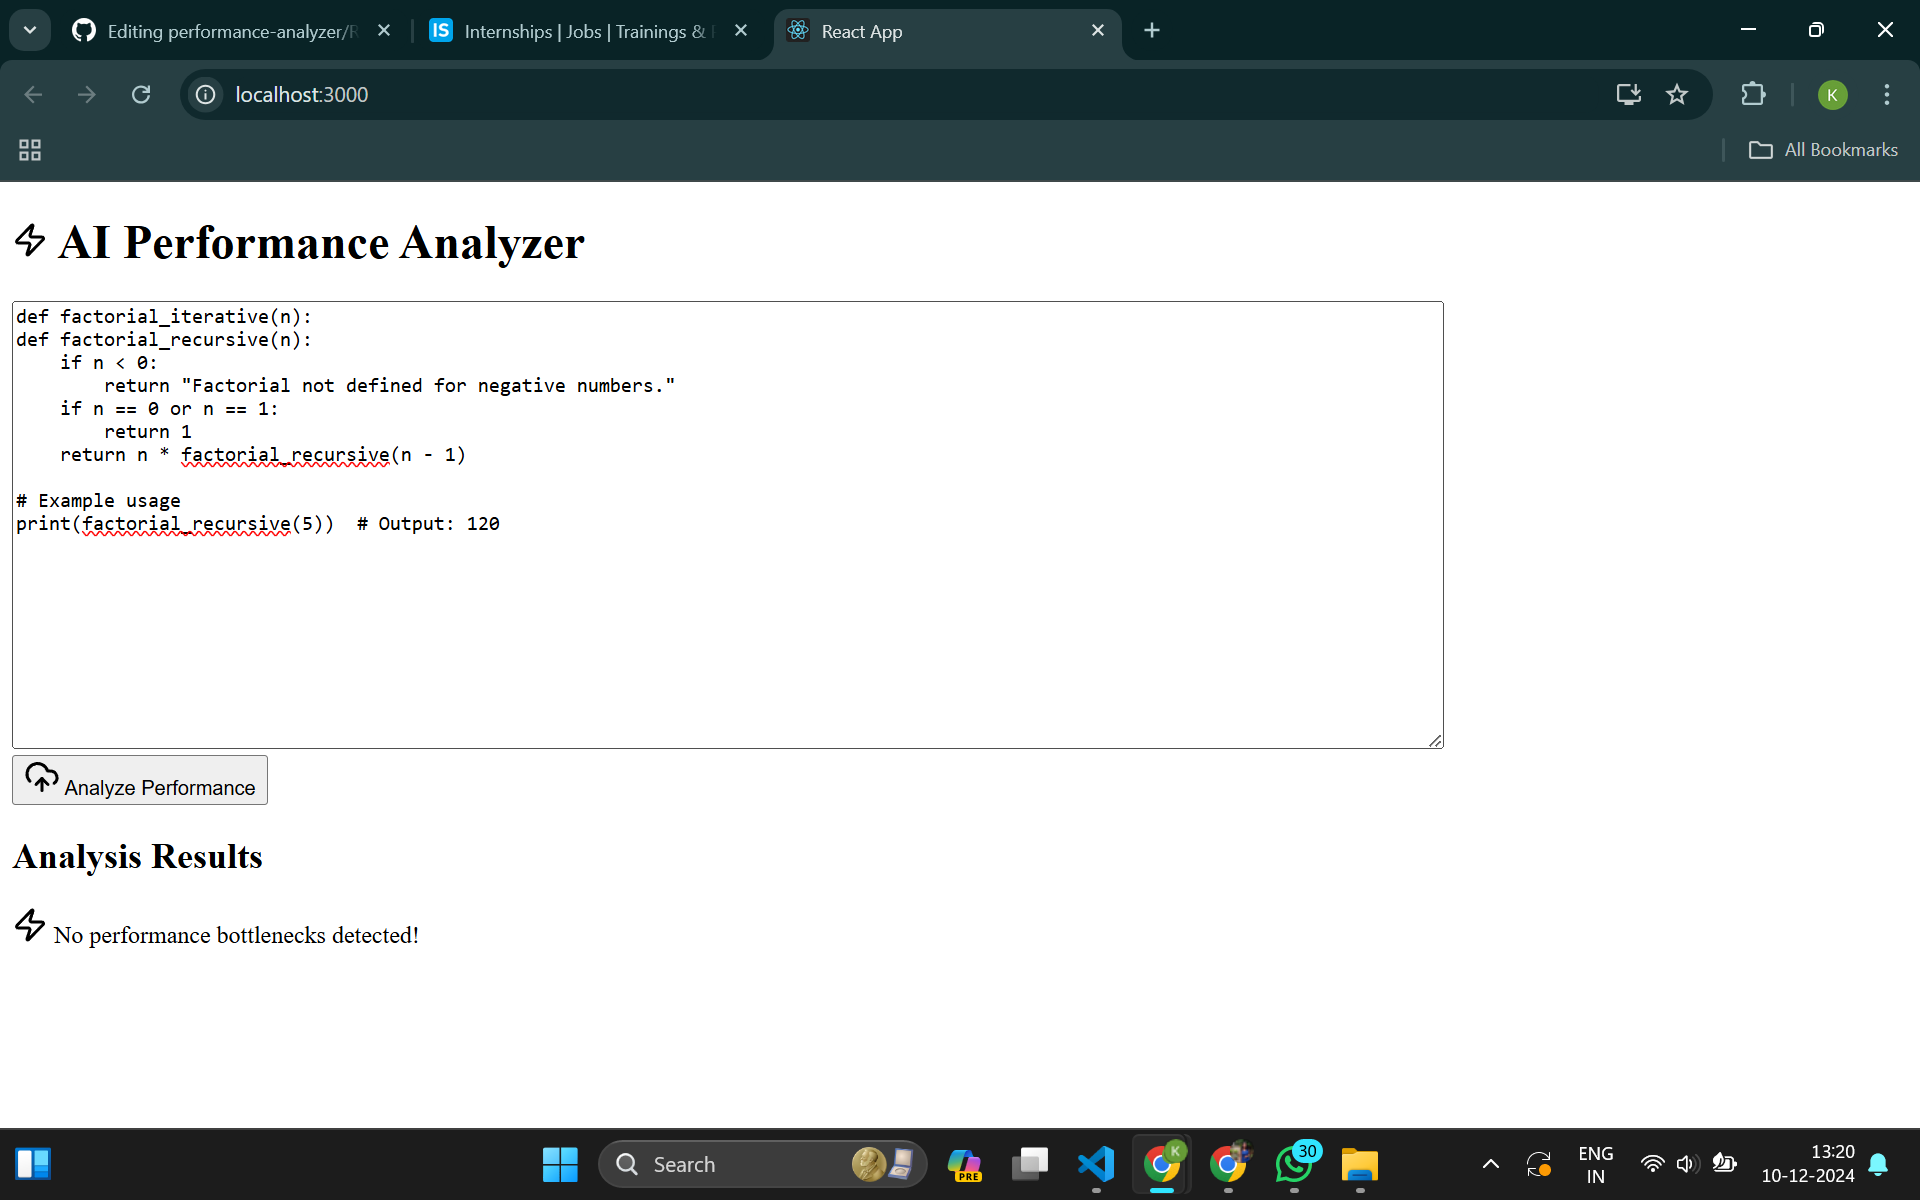 Editing performance-analyzer/R
IS
Internships | Jobs | Trainings &
React App
localhost:3000
K
All Bookmarks
AI Performance Analyzer
def factorial_iterative(n):
def factorial_recursive(n):
    if n < 0:
        return "Factorial not defined for negative numbers."
    if n == 0 or n == 1:
        return 1
    return n * factorial_recursive(n - 1)
# Example usage
print(factorial_recursive(5))  # Output: 120
Analyze Performance
Analysis Results
No performance bottlenecks detected!
Search
PRE
K
30
ENG
IN
13:20
10-12-2024